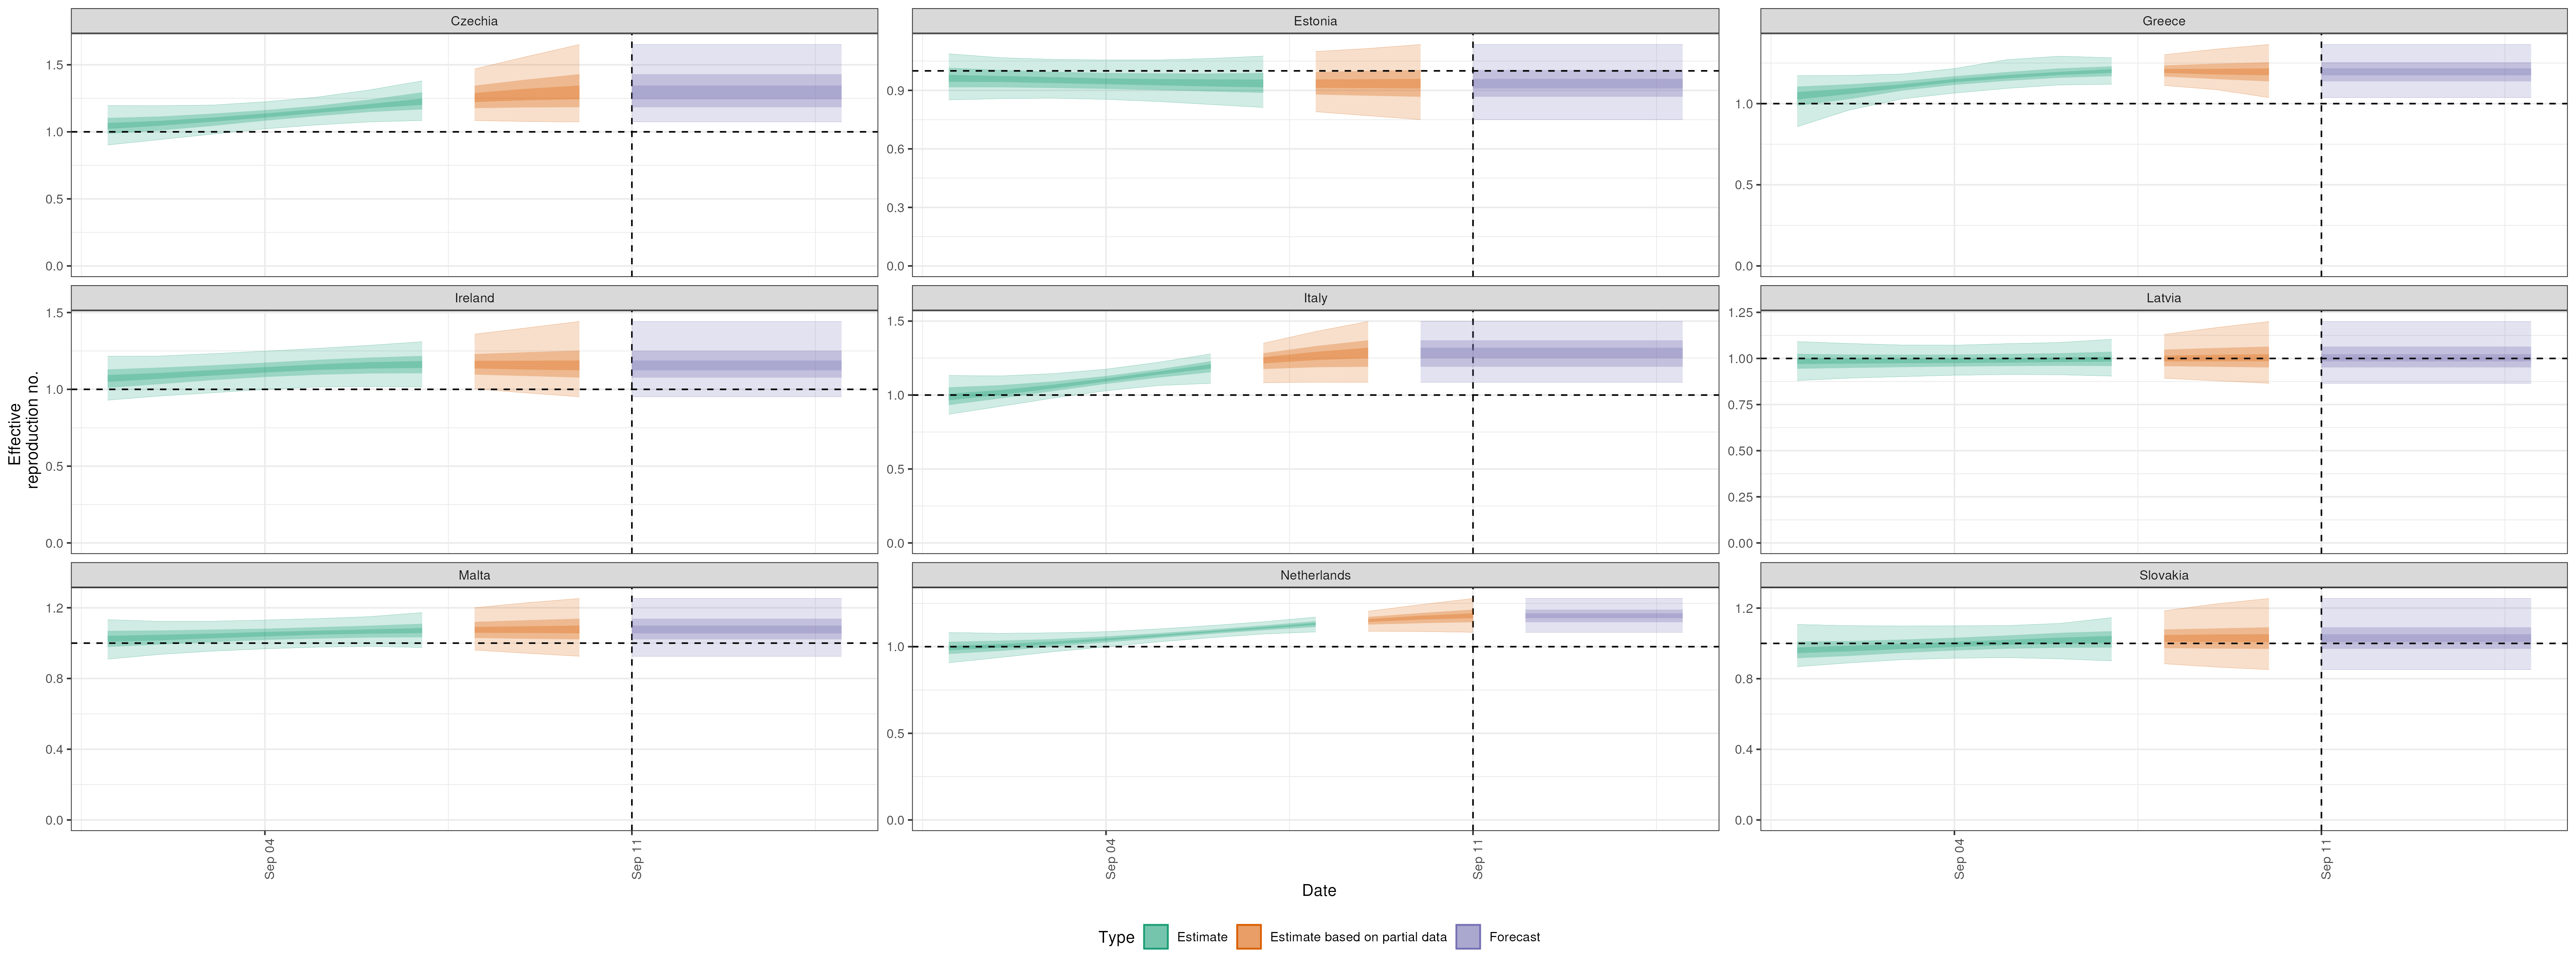 Czechia
Estonia
Greece
1.5
1.0
0.5
0.0
0.9
0.6
0.3
0.0
1.0
0.5
0.0
Ireland
Italy
Latvia
1.5
1.0
0.5
0.0
1.5
1.0
0.5
0.0
1.25
1.00
0.75
0.50
0.25
0.00
Effective
reproduction no.
Malta
Netherlands
Slovakia
1.2
0.8
0.4
0.0
1.0
0.5
0.0
1.2
0.8
0.4
0.0
Sep 04
Sep 11
Sep 04
Sep 11
Sep 04
Sep 11
Date
Type Estimate Estimate based on partial data Forecast